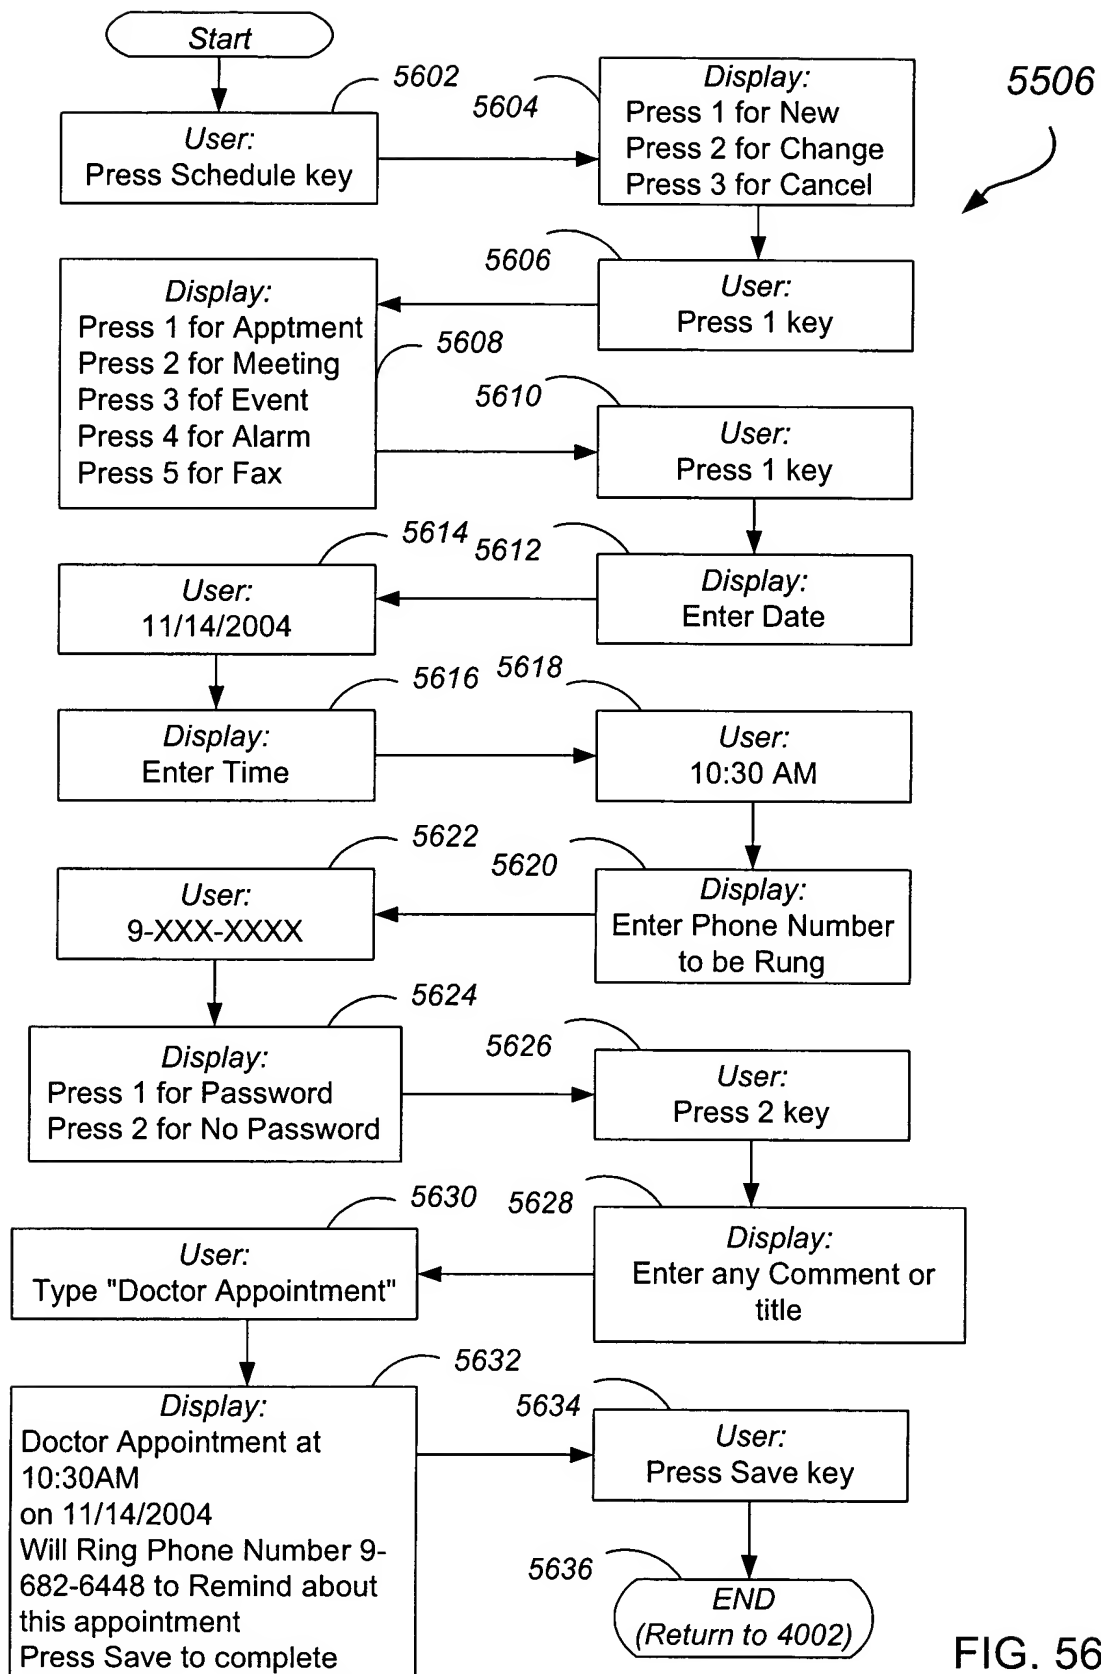 Start
5602
User:
Press Schedule key
5604
Display:
Press 1 for New
Press 2 for Change
Press 3 for Cancel
5506
5606
User:
Press 1 key
Display:
Press 1 for Apptment
Press 2 for Meeting
Press 3 fof Event
Press 4 for Alarm
Press 5 for Fax
5608
5610
User:
Press 1 key
5612
Display:
Enter Date
5614
User:
11/14/2004
5616
Display:
Enter Time
5618
User:
10:30 AM
5620
Display:
Enter Phone Number
to be Rung
5622
User:
9-XXX-XXXX
5624
Display:
Press 1 for Password
Press 2 for No Password
5626
User:
Press 2 key
5628
Display:
Enter any Comment or
title
5630
User:
Type "Doctor Appointment"
5632
Display:
Doctor Appointment at
10:30AM
on 11/14/2004
Will Ring Phone Number 9-
682-6448 to Remind about
this appointment
Press Save to complete
5634
User:
Press Save key
5636
END
(Return to 4002)
FIG. 56